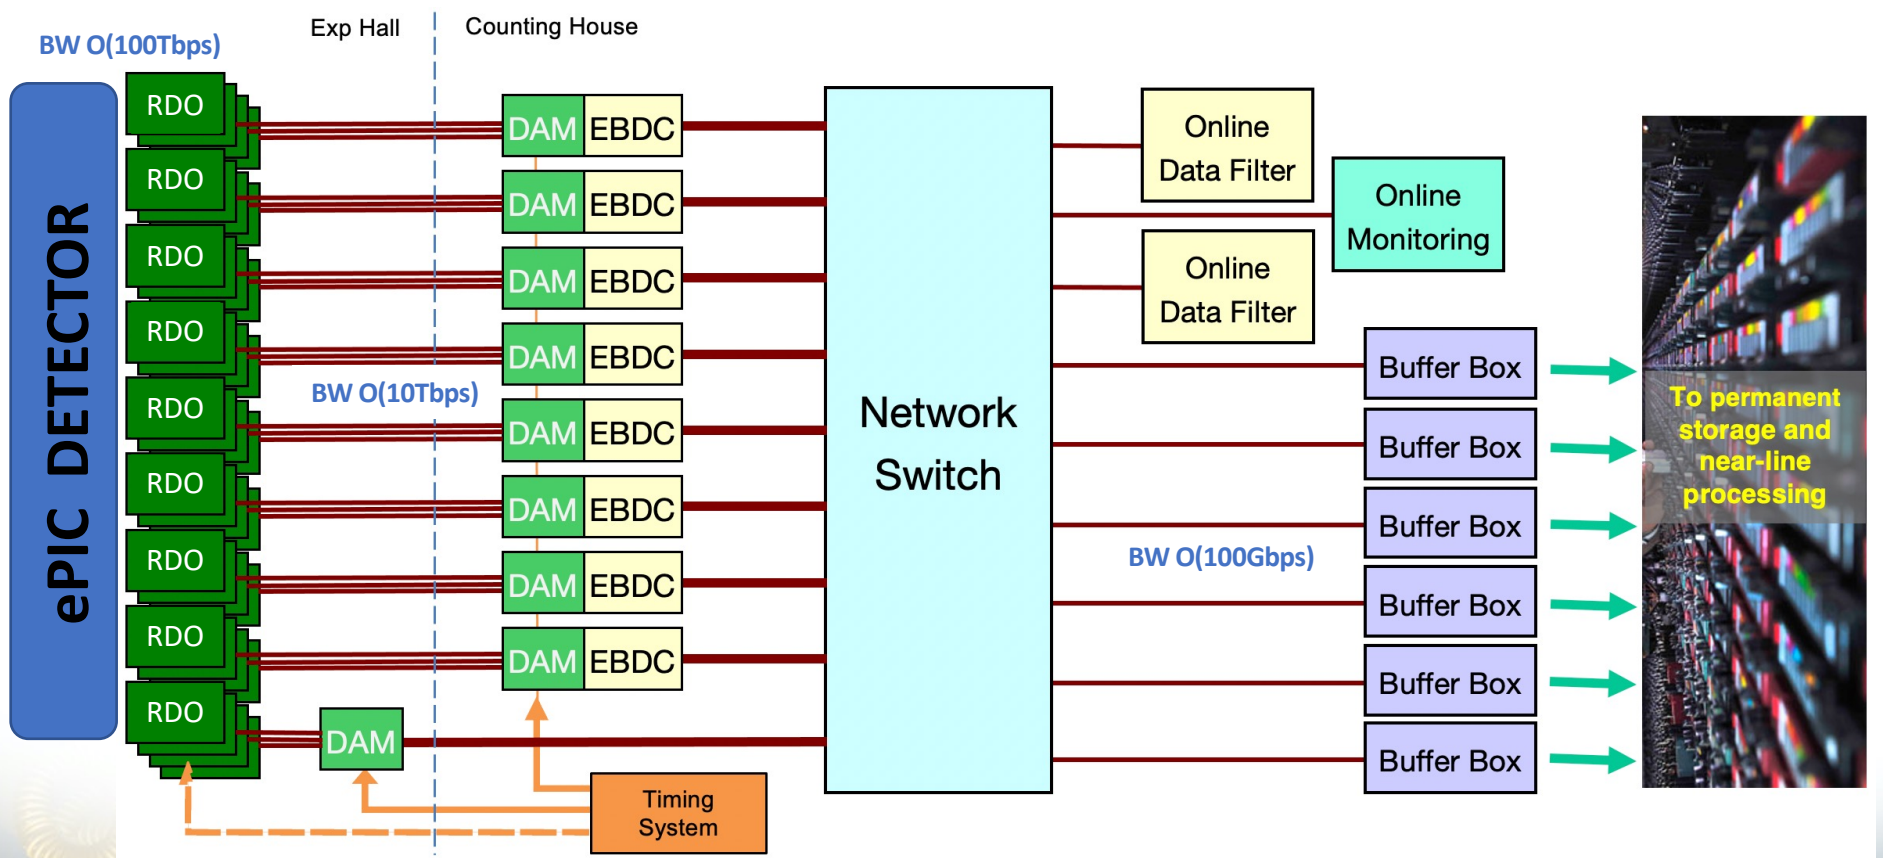 Exp Hall
Counting House
BW O(100Tbps)
ePIC DETECTOR
RDO
RDO
RDO
RDO
RDO
RDO
RDO
RDO
RDO
DAM EBDC
DAM EBDC
DAM EBDC
DAM EBDC
DAM EBDC
DAM EBDC
DAM EBDC
DAM EBDC
DAM
BW O(10Tbps)
Timing
System
Network
Switch
Online
Data Filter
Online
Monitoring
Online
Data Filter
BW O(100Gbps)
Buffer Box
Buffer Box
Buffer Box
Buffer Box
Buffer Box
Buffer Box
To permanent
storage and
near-line
processing